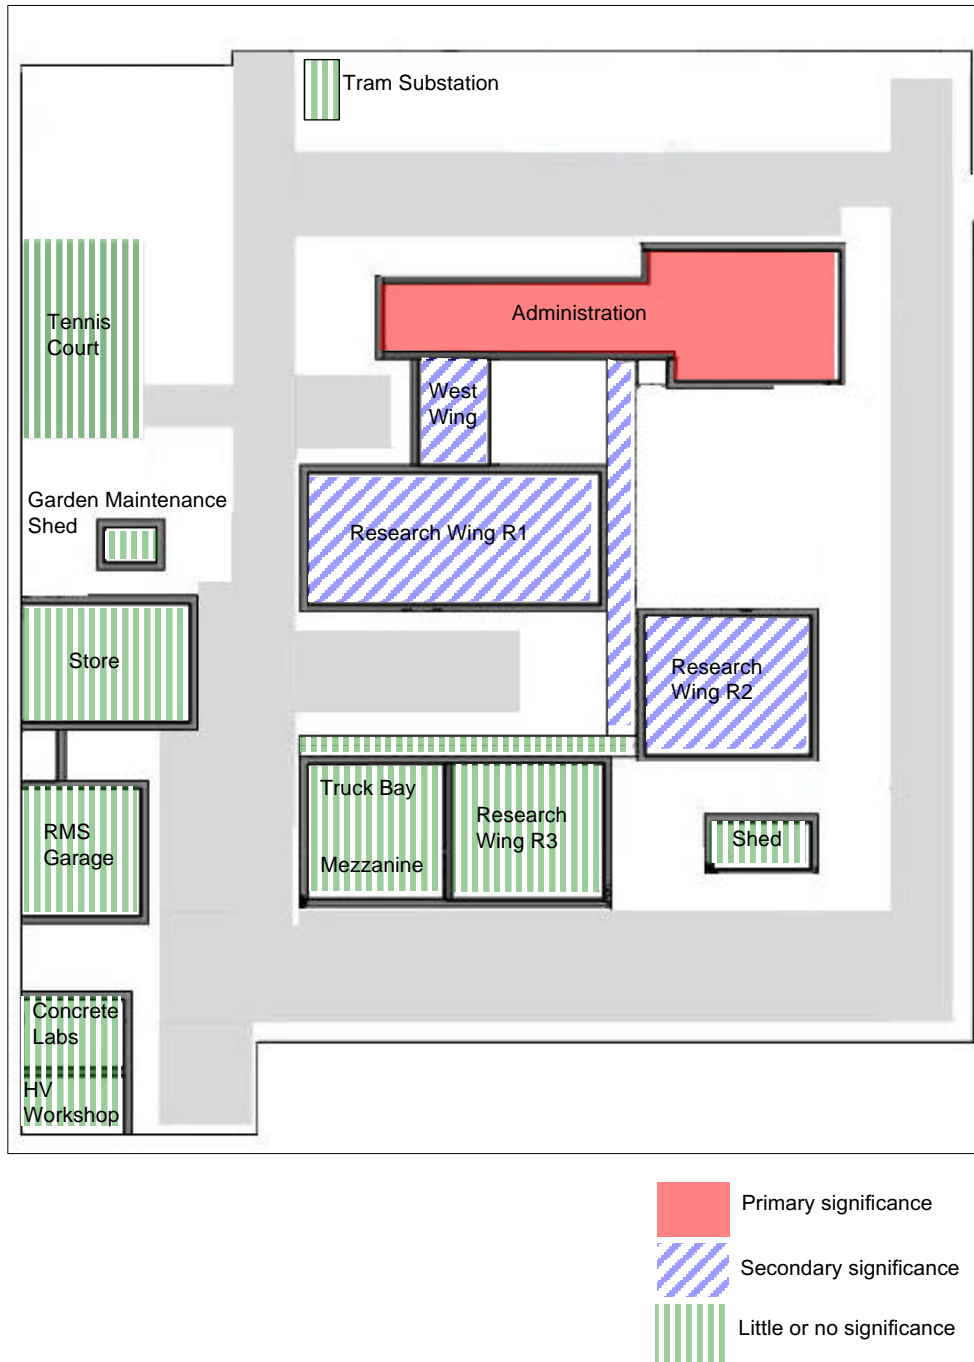 Tram Substation
Administration
Tennis
Court
West
Wing
Garden Maintenance
Shed
Research Wing R1
Store
Research
Wing R2
Truck Bay
Mezzanine
Research
Wing R3
RMS
Garage
Shed
Concrete
Labs
HV
Workshop
Primary significance
Secondary significance
Little or no significance